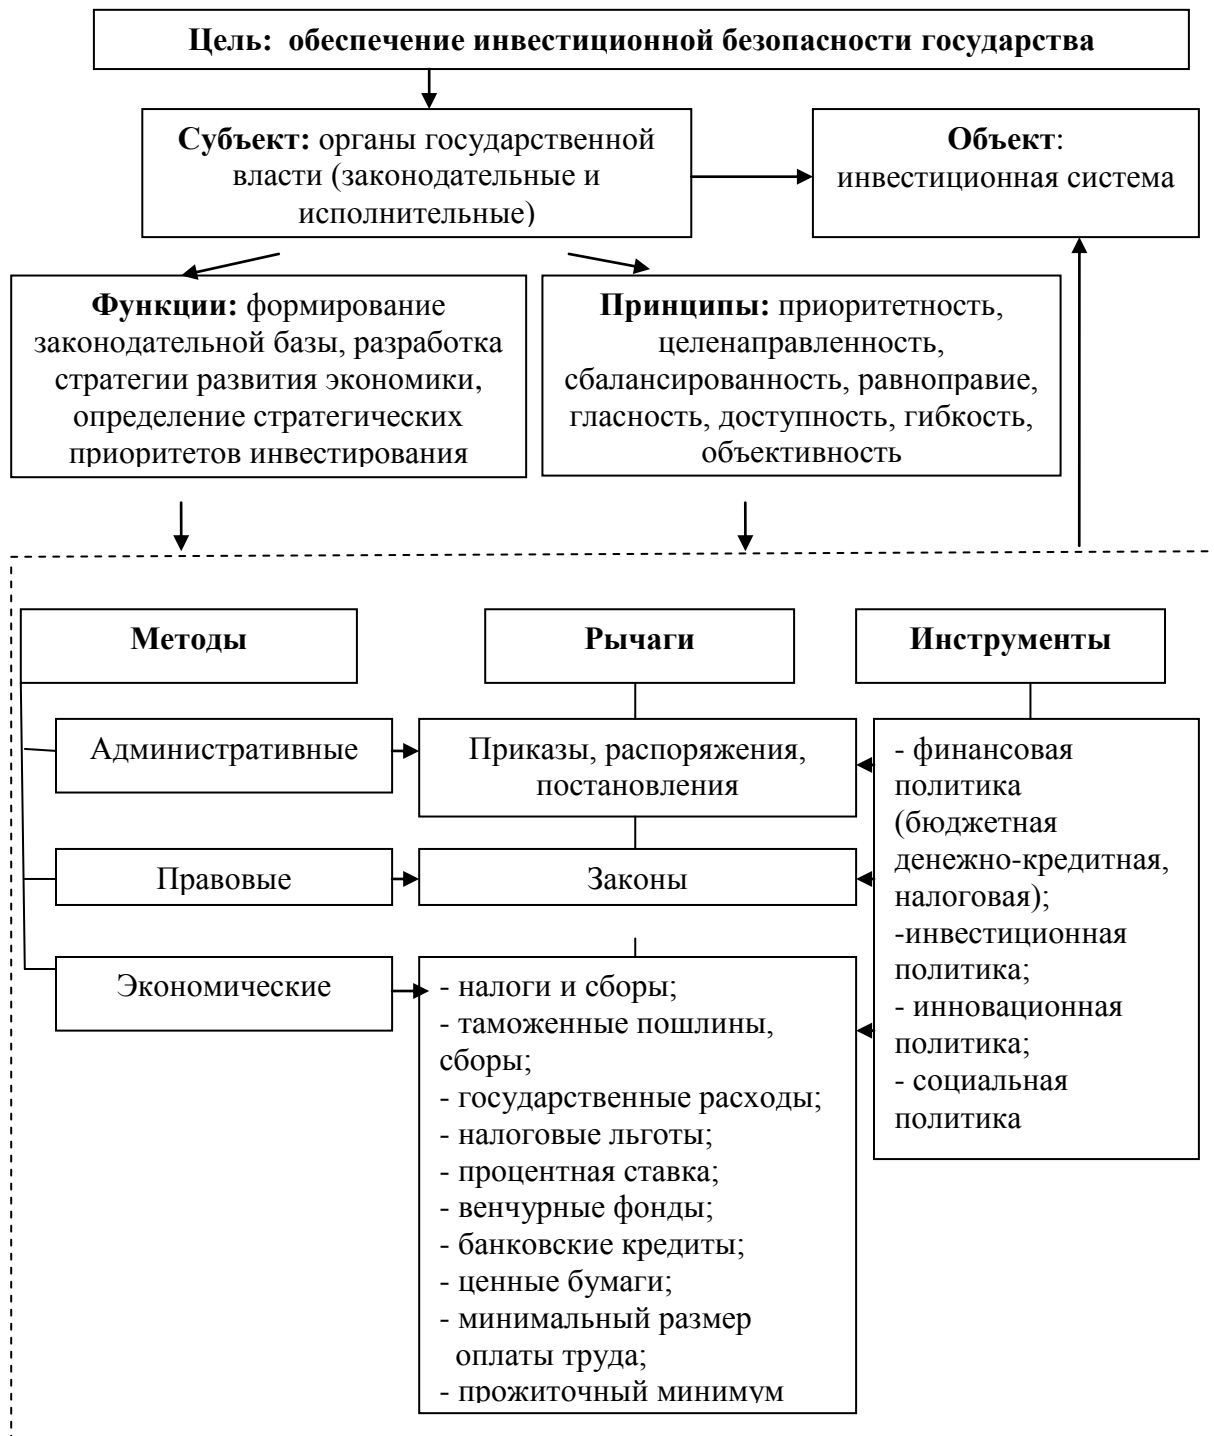 Цель:  обеспечение инвестиционной безопасности государства
Субъект: органы государственной
власти (законодательные и
исполнительные)
Объект:
инвестиционная система
Функции: формирование
законодательной базы, разработка
стратегии развития экономики,
определение стратегических
приоритетов инвестирования
Принципы: приоритетность,
целенаправленность,
сбалансированность, равноправие,
гласность, доступность, гибкость,
объективность
Методы
Рычаги
Инструменты
Административные
Приказы, распоряжения,
постановления
Правовые
Законы
Экономические
- налоги и сборы;
- таможенные пошлины,
сборы;
- государственные расходы;
- налоговые льготы;
- процентная ставка;
- венчурные фонды;
- банковские кредиты;
- ценные бумаги;
- минимальный размер
оплаты труда;
- прожиточный минимум
- финансовая
политика
(бюджетная
денежно-кредитная,
налоговая);
-инвестиционная
политика;
- инновационная
политика;
- социальная
политика